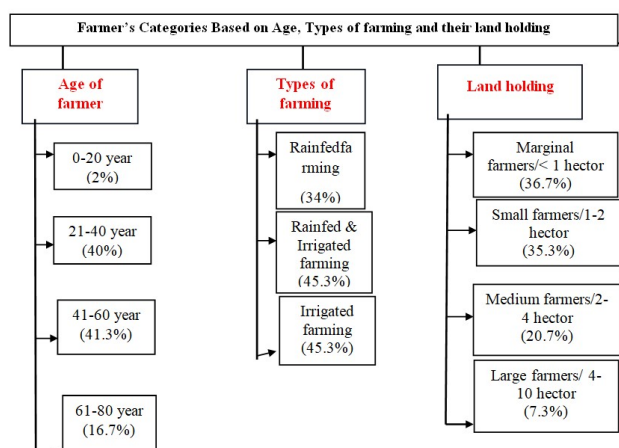 Farmer's Categories Based on Age, Types of farming and their land holding
Age of
farmer
0-20 year
(2%)
21-40 year
(40%)
41-60 year
(41.3%)
61-80 year
(16.7%)
Types of
farming
Rainfedfa
rming
(34%)
Rainfed &
Irrigated
farming
(45.3%)
Irrigated
farming
(45.3%)
Land holding
Marginal
farmers/< 1 hector
(36.7%)
Small farmers/1-2
hector
(35.3%)
Medium farmers/2-
4 hector
(20.7%)
Large farmers/ 4-
10 hector
(7.3%)